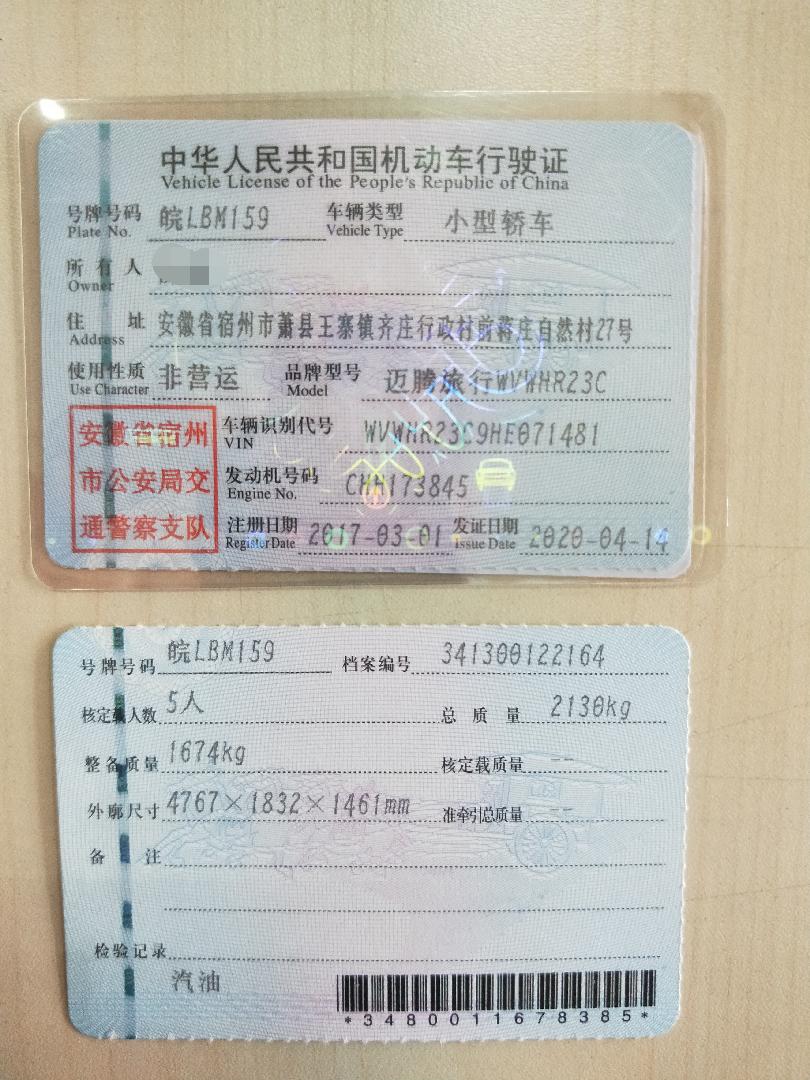 中华人民共和国机动车行驶证
Vehicle License of the People's Republic of China
号牌号码 皖LBM159 车辆类型 小型轿车
Plate No. Vehicle Type
所有人
Owner
住址 安徽省宿州市萧县王寨镇齐庄行政村前蒋庄自然村27号
Address
使用性质 非营运 品牌型号 迈腾旅行WVWHR23C
Use Character Model
安徽省宿州
市公安局交
通警察支队
车辆识别代号 WVWHR23C9HE071481
VIN
发动机号码 CHH173845
Engine No.
注册日期 2017-03-01 发证日期 2020-04-14
Register Date Issue Date
号牌号码 皖LBM159 档案编号 341300122164
核定载人数 5人 总质量 2130kg
整备质量 1674kg 核定载质量 --
外廓尺寸 4767×1832×1461mm 准牵引总质量 --
备注
检验记录
汽油
*3480011678385*